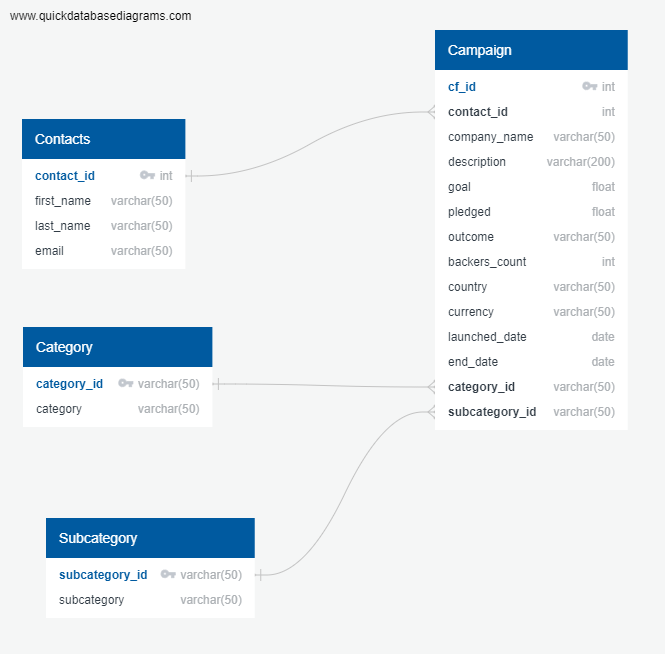 www.quickdatabasediagrams.com
Campaign
cf_id int
contact_id int
company_name varchar(50)
description varchar(200)
goal float
pledged float
outcome varchar(50)
backers_count int
country varchar(50)
currency varchar(50)
launched_date date
end_date date
category_id varchar(50)
subcategory_id varchar(50)
Contacts
contact_id int
first_name varchar(50)
last_name varchar(50)
email varchar(50)
Category
category_id varchar(50)
category varchar(50)
Subcategory
subcategory_id varchar(50)
subcategory varchar(50)